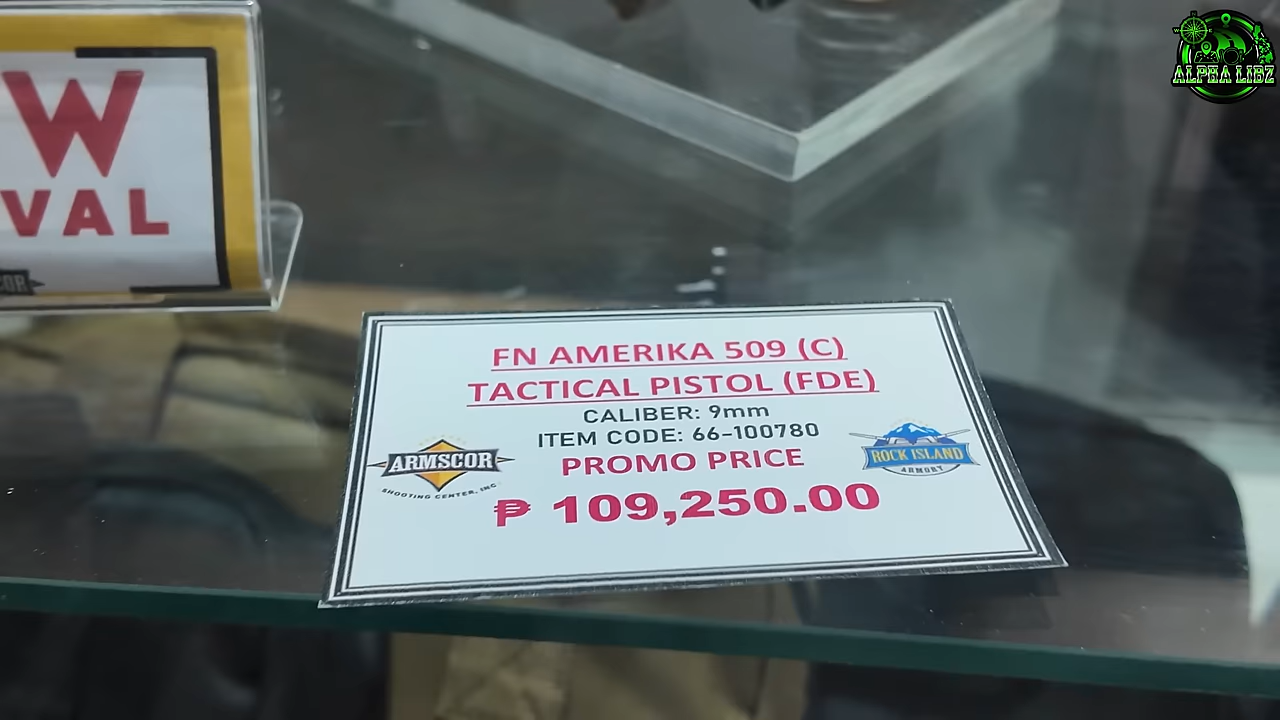 ALPHA LIBZ
W
VAL
COR
FN AMERIKA 509 (C)
TACTICAL PISTOL (FDE)
CALIBER: 9mm
ITEM CODE: 66-100780
PROMO PRICE
₱ 109,250.00
ARMSCOR
SHOOTING CENTER, INC.
ROCK ISLAND
ARMORY